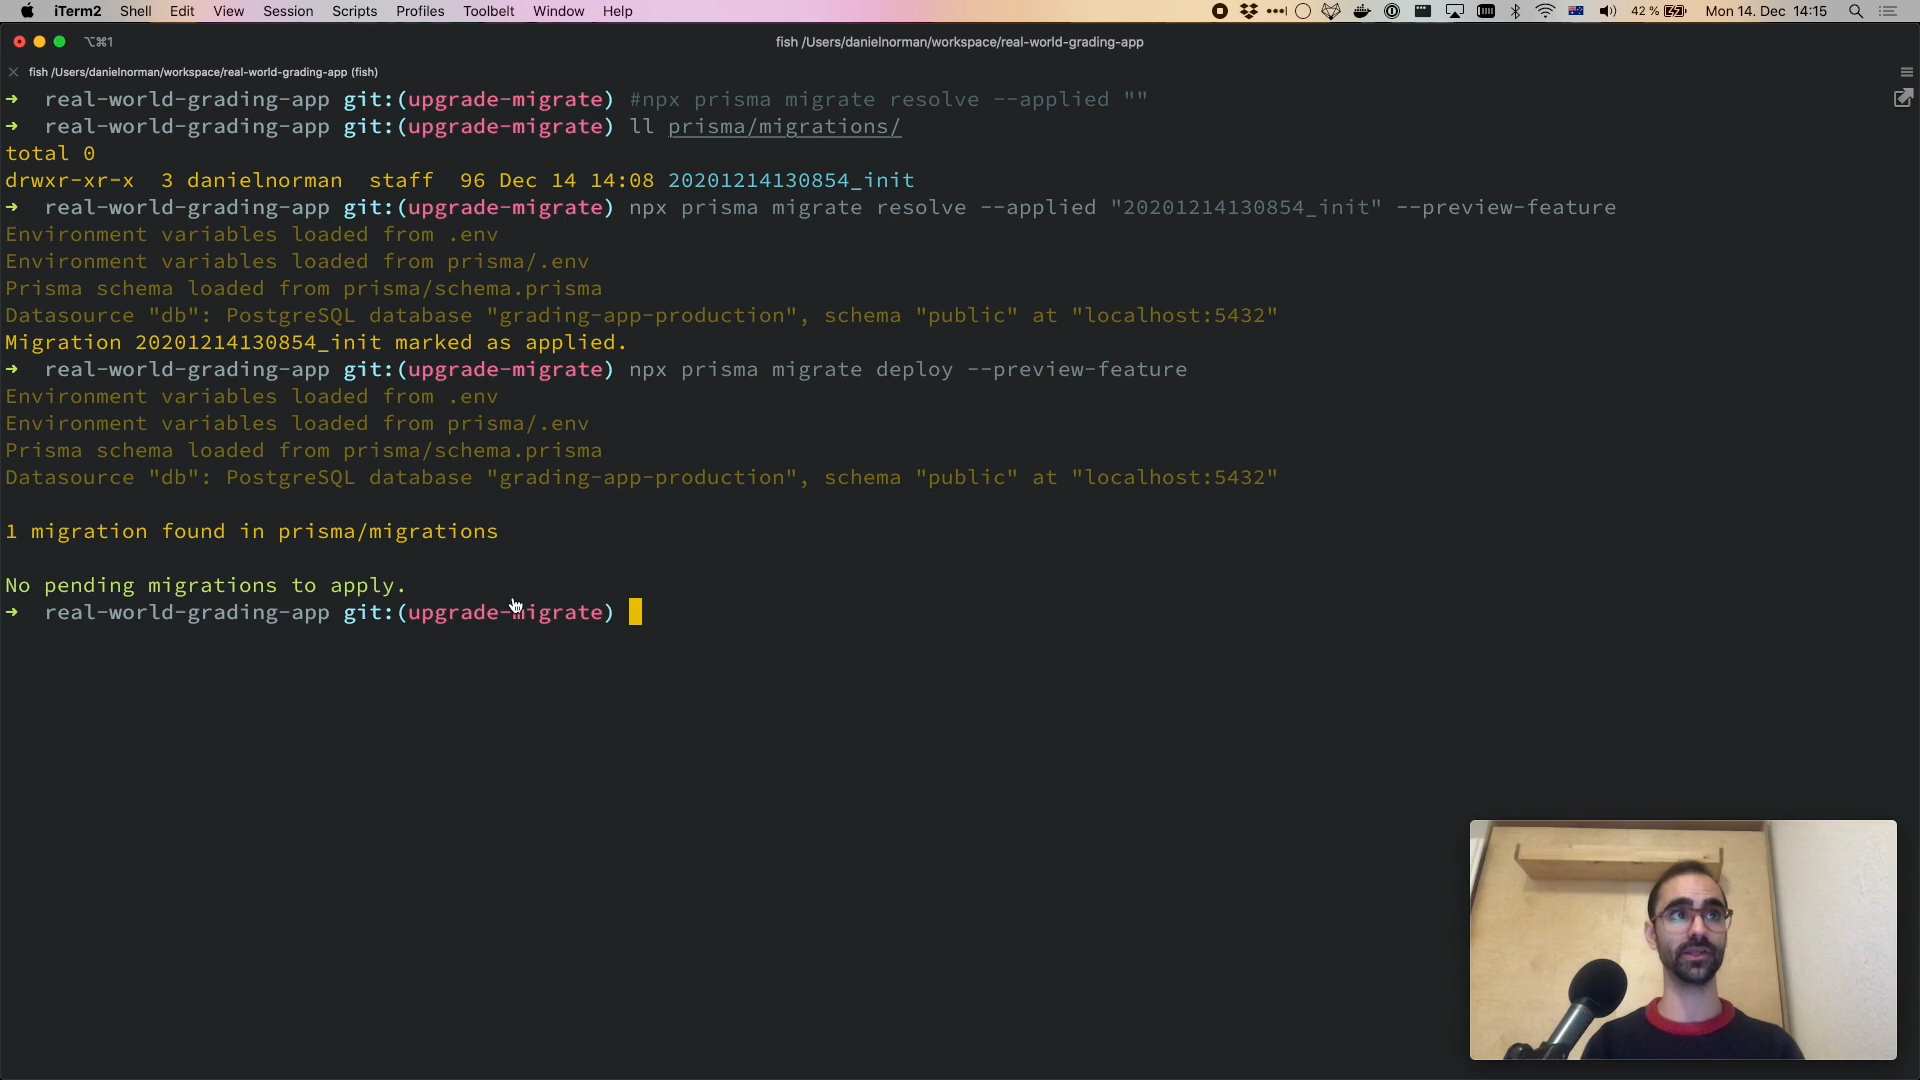 iTerm2 Shell Edit View Session Scripts Profiles Toolbelt Window Help 42 % Mon 14. Dec 14:15
⌥⌘1 fish /Users/danielnorman/workspace/real-world-grading-app
fish /Users/danielnorman/workspace/real-world-grading-app (fish)
➜ real-world-grading-app git:(upgrade-migrate) #npx prisma migrate resolve --applied ""
➜ real-world-grading-app git:(upgrade-migrate) ll prisma/migrations/
total 0
drwxr-xr-x 3 danielnorman staff 96 Dec 14 14:08 20201214130854_init
➜ real-world-grading-app git:(upgrade-migrate) npx prisma migrate resolve --applied "20201214130854_init" --preview-feature
Environment variables loaded from .env
Environment variables loaded from prisma/.env
Prisma schema loaded from prisma/schema.prisma
Datasource "db": PostgreSQL database "grading-app-production", schema "public" at "localhost:5432"
Migration 20201214130854_init marked as applied.
➜ real-world-grading-app git:(upgrade-migrate) npx prisma migrate deploy --preview-feature
Environment variables loaded from .env
Environment variables loaded from prisma/.env
Prisma schema loaded from prisma/schema.prisma
Datasource "db": PostgreSQL database "grading-app-production", schema "public" at "localhost:5432"
1 migration found in prisma/migrations
No pending migrations to apply.
➜ real-world-grading-app git:(upgrade-migrate)